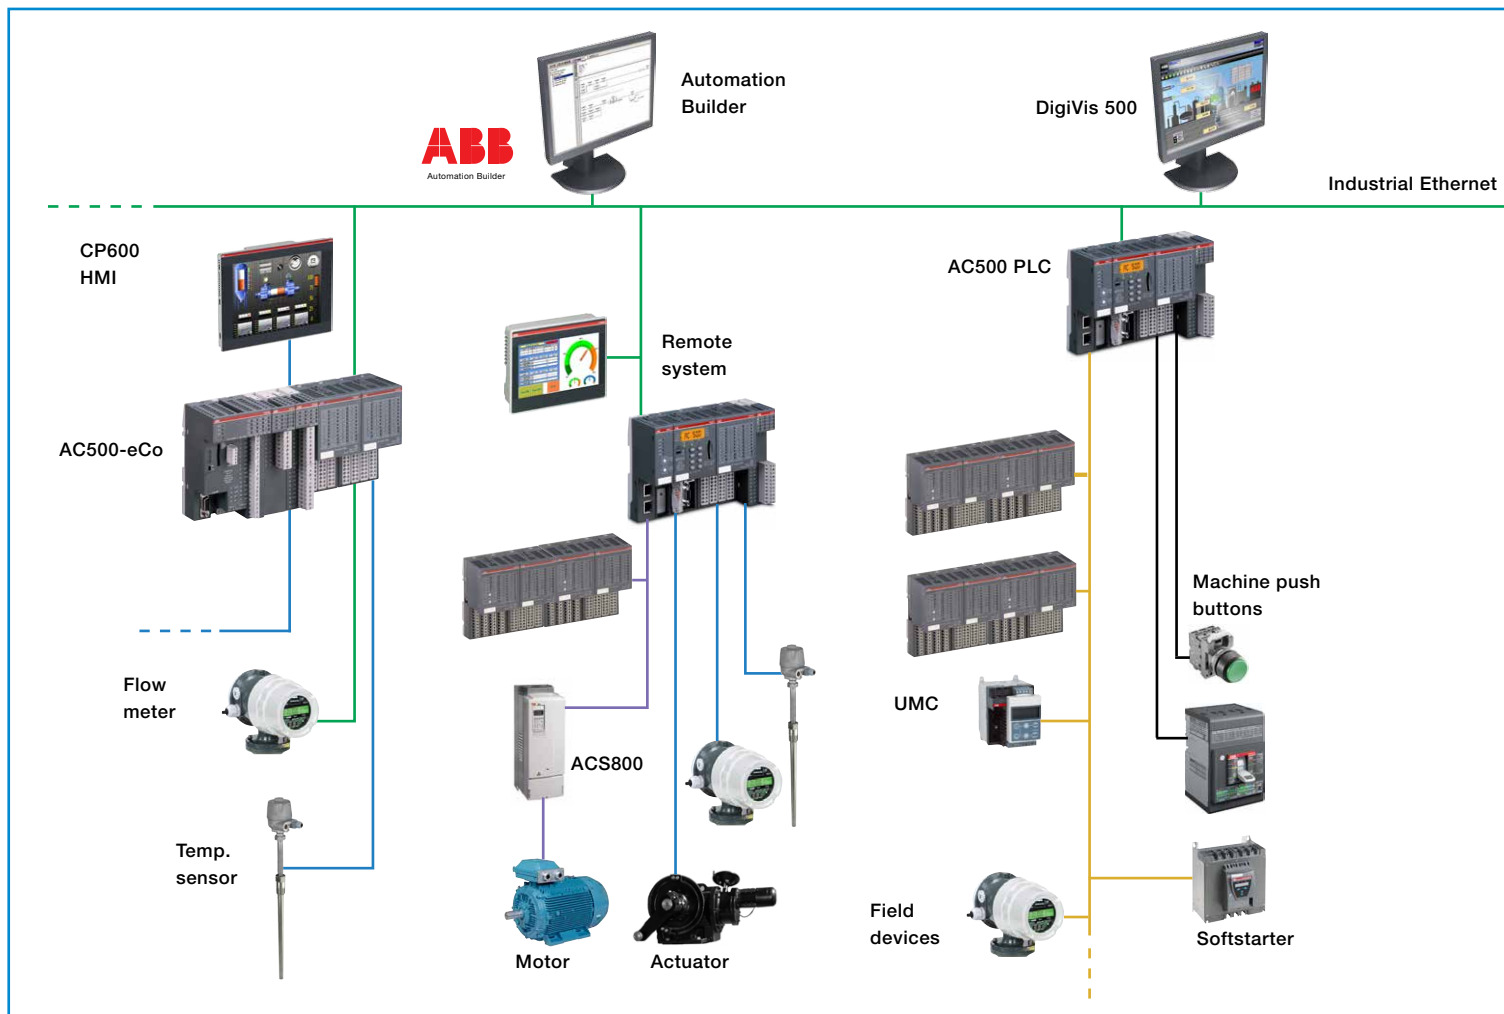 Automation
Builder
DigiVis 500
ABB
Automation Builder
Industrial Ethernet
CP600
HMI
AC500 PLC
Remote
system
AC500-eCo
Machine push
buttons
Flow
meter
UMC
ACS800
Temp.
sensor
Field
devices
Softstarter
Motor
Actuator